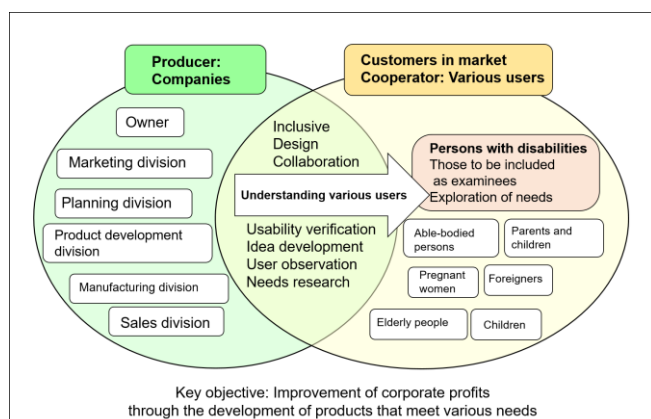 Producer:
Companies
Customers in market
Cooperator: Various users
Owner
Marketing division
Planning division
Product development
division
Manufacturing division
Sales division
Inclusive
Design
Collaboration
Understanding various users
Usability verification
Idea development
User observation
Needs research
Persons with disabilities
Those to be included
as examinees
Exploration of needs
Able-bodied
persons
Parents and
children
Pregnant
women
Foreigners
Elderly people
Children
Key objective: Improvement of corporate profits
through the development of products that meet various needs